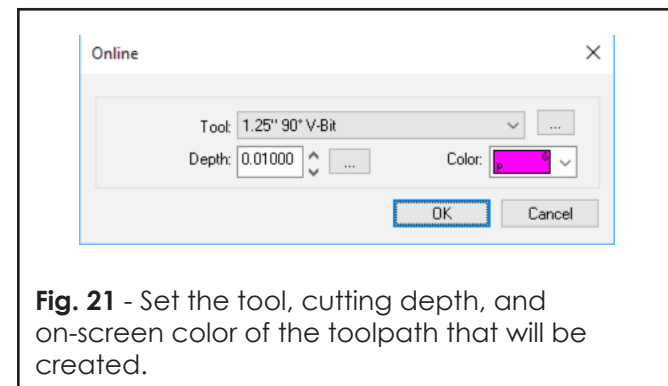 Online
Tool: 1.25" 90° V-Bit ...
Depth: 0.01000 ... Color: P 6
OK Cancel
Fig. 21 - Set the tool, cutting depth, and
on-screen color of the toolpath that will be
created.